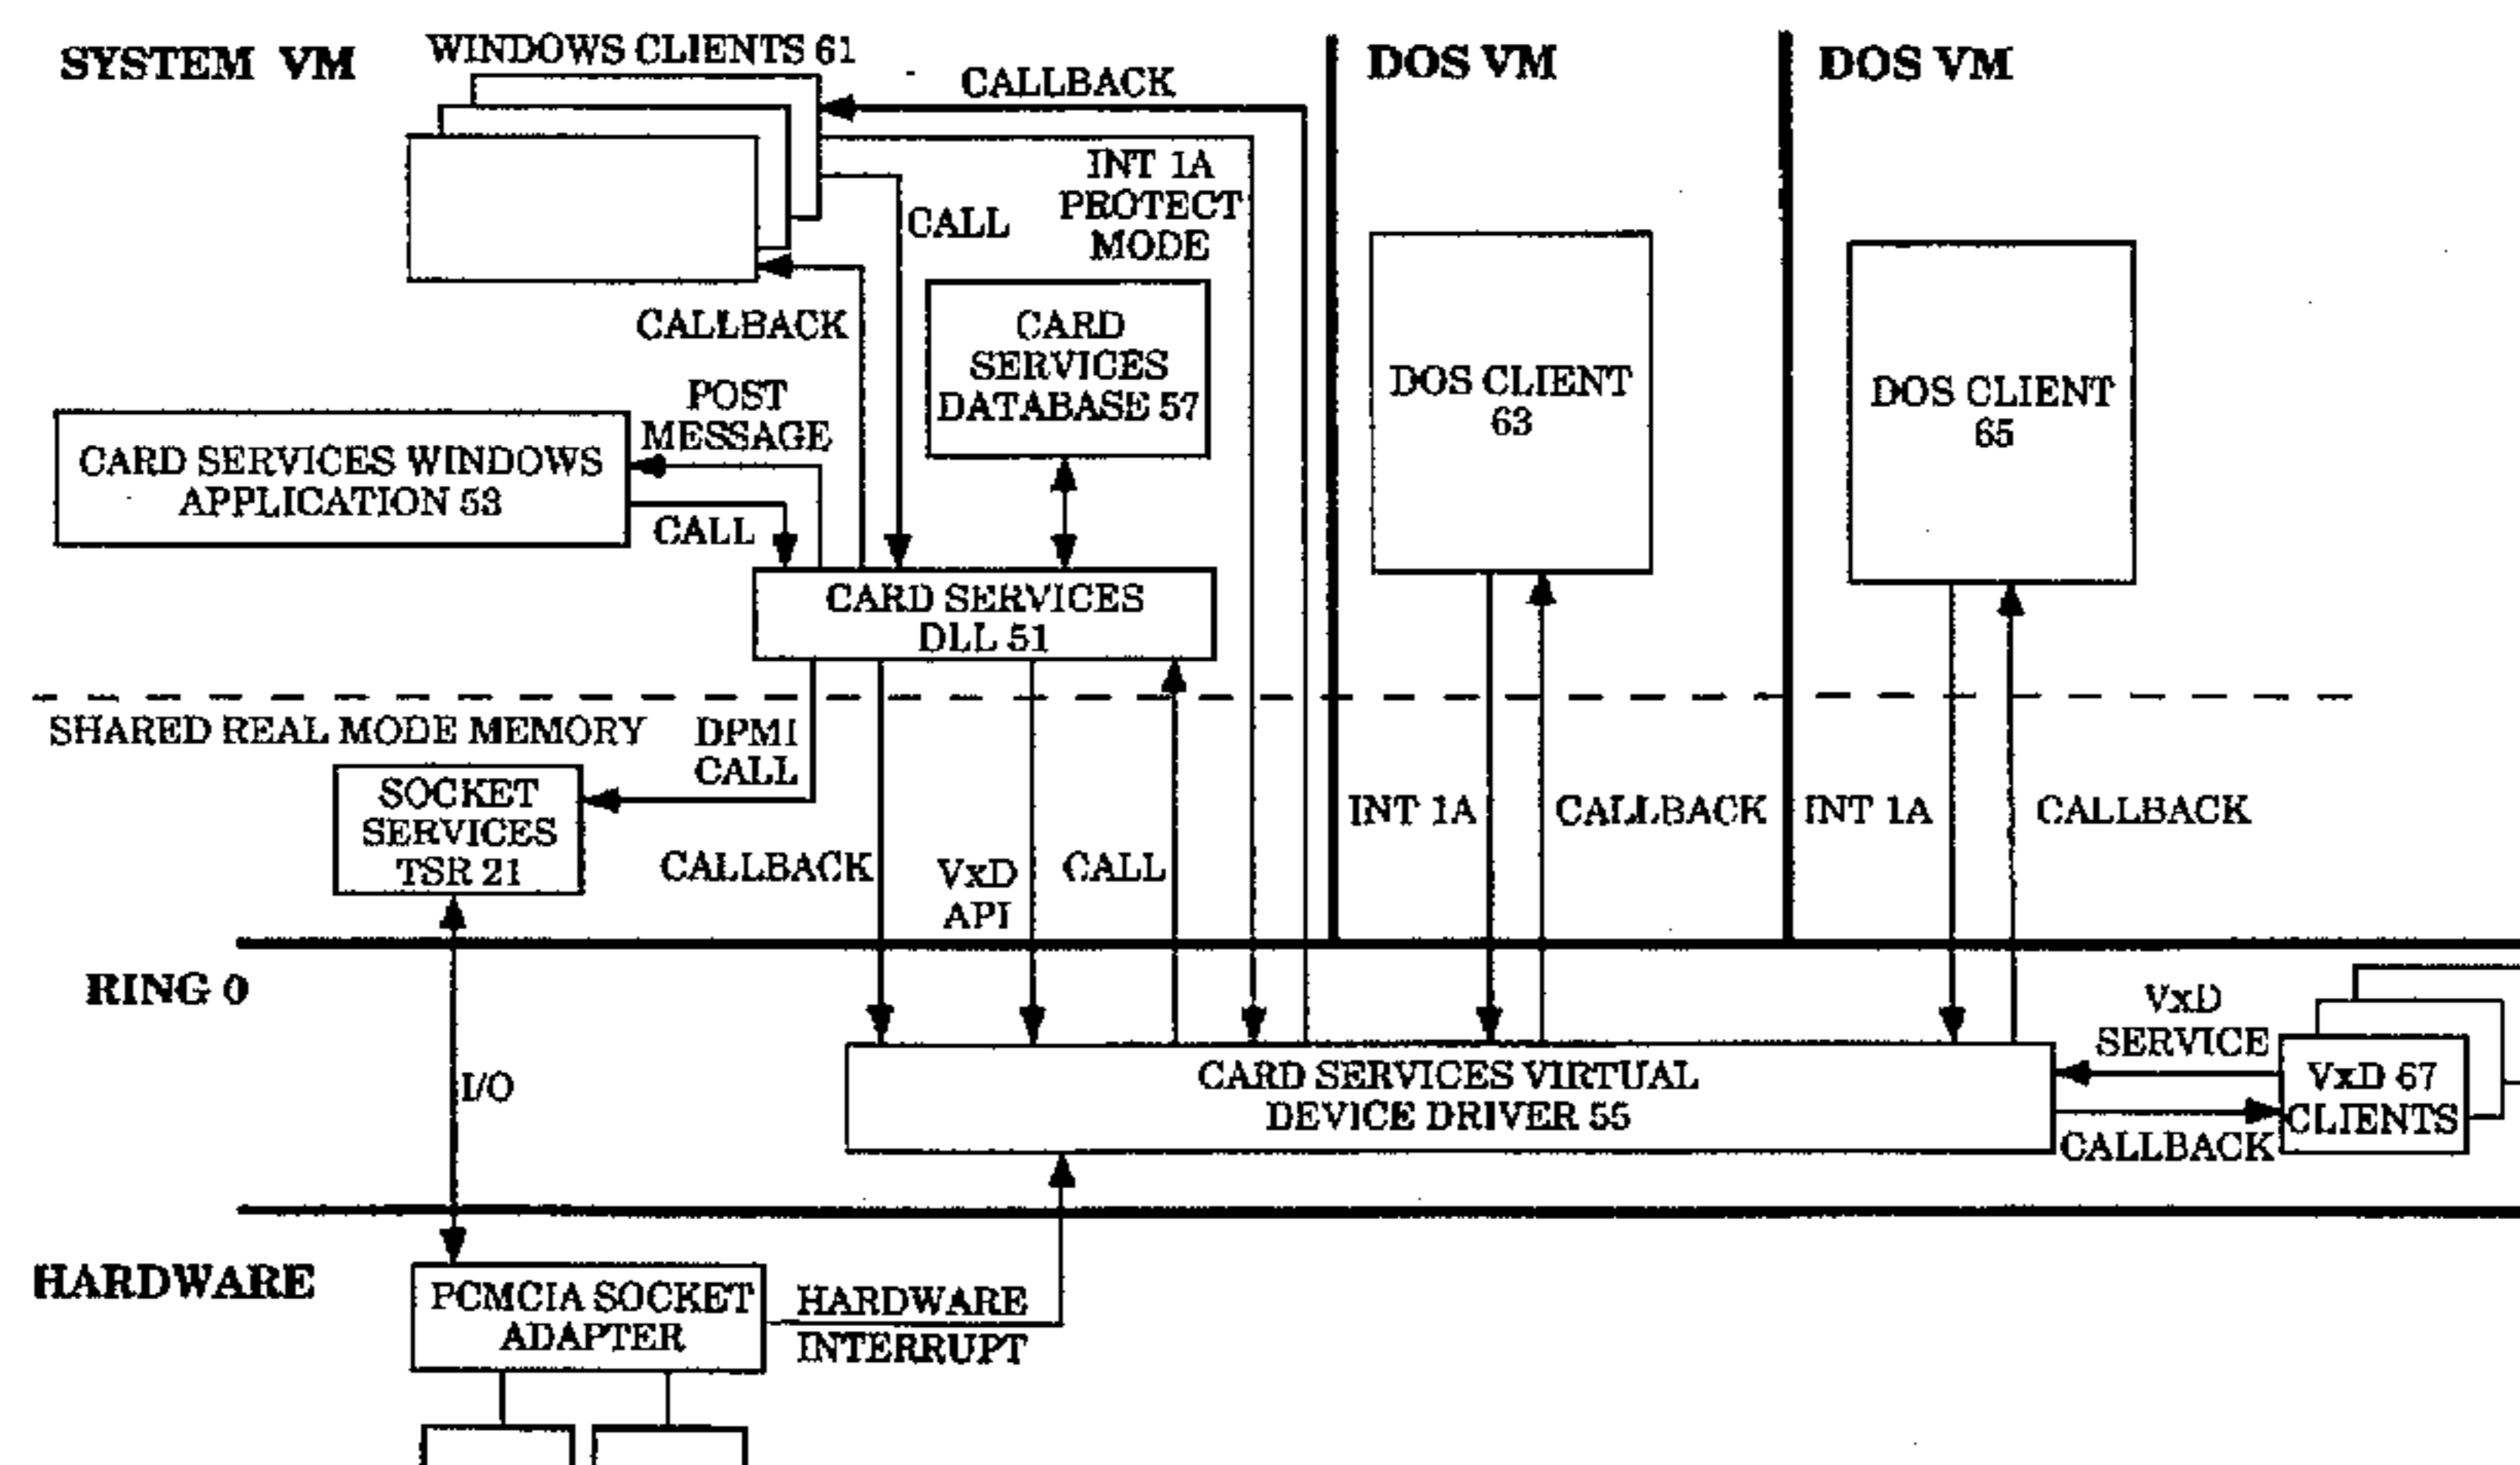 SYSTEM VM
WINDOWS CLIENTS 61
CALLBACK
DOS VM
DOS VM
INT 1A
PROTECT
MODE
CALL
CALLBACK
CARD
SERVICES
DATABASE 57
DOS CLIENT
63
DOS CLIENT
65
POST
MESSAGE
CARD SERVICES WINDOWS
APPLICATION 53
CALL
CARD SERVICES
DLL 51
SHARED REAL MODE MEMORY
DPMI
CALL
SOCKET
SERVICES
TSR 21
CALLBACK
VxD
API
CALL
INT 1A
CALLBACK
INT 1A
CALLBACK
RING 0
I/O
CARD SERVICES VIRTUAL
DEVICE DRIVER 55
VxD
SERVICE
VxD 67
CLIENTS
CALLBACK
HARDWARE
PCMCIA SOCKET
ADAPTER
HARDWARE
INTERRUPT